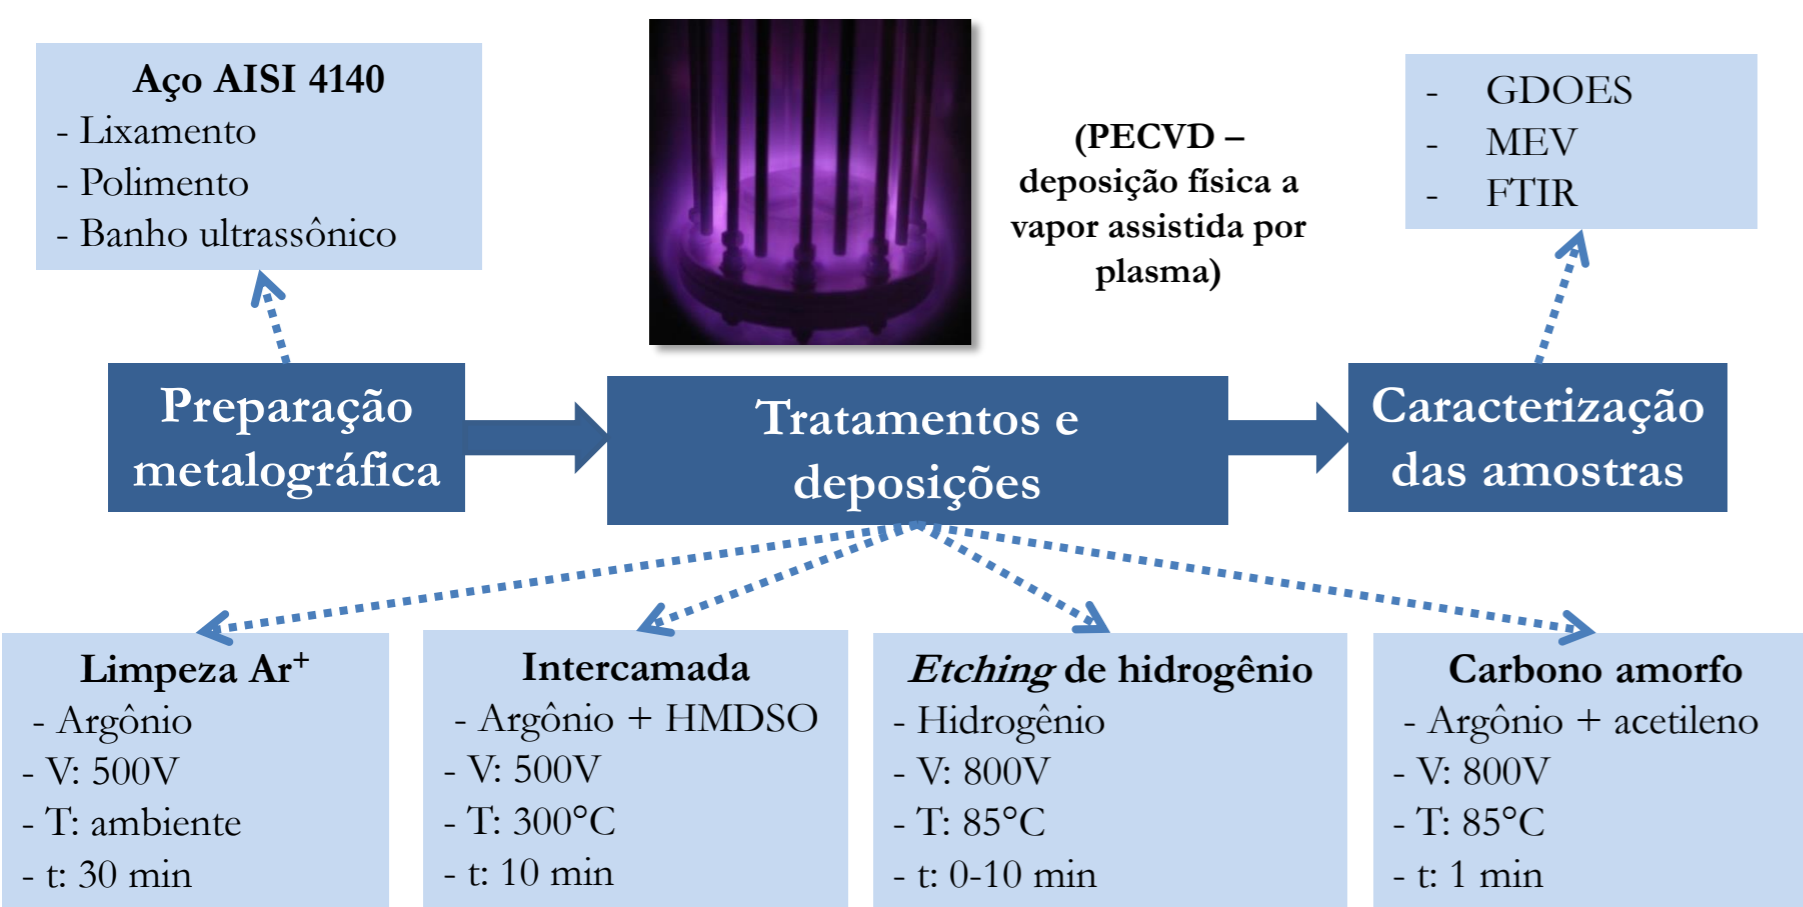 Aço AISI 4140
- Lixamento
- Polimento
- Banho ultrassônico
(PECVD –
deposição física a
vapor assistida por
plasma)
- GDOES
- MEV
- FTIR
Preparação
metalográfica
Tratamentos e
deposições
Caracterização
das amostras
Limpeza Ar⁺
- Argônio
- V: 500V
- T: ambiente
- t: 30 min
Intercamada
- Argônio + HMDSO
- V: 500V
- T: 300°C
- t: 10 min
Etching de hidrogênio
- Hidrogênio
- V: 800V
- T: 85°C
- t: 0-10 min
Carbono amorfo
- Argônio + acetileno
- V: 800V
- T: 85°C
- t: 1 min